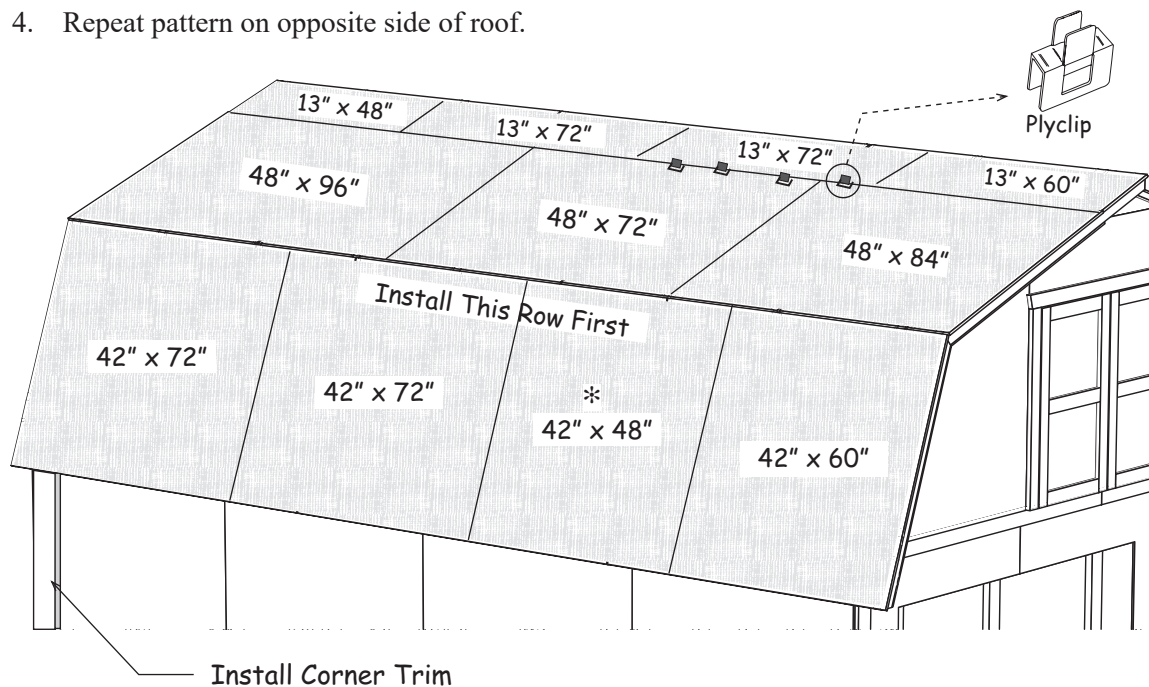 4. Repeat pattern on opposite side of roof.
Plyclip
13" x 48"
13" x 72"
13" x 72"
13" x 60"
48" x 96"
48" x 72"
48" x 84"
Install This Row First
42" x 72"
42" x 72"
*
42" x 48"
42" x 60"
Install Corner Trim